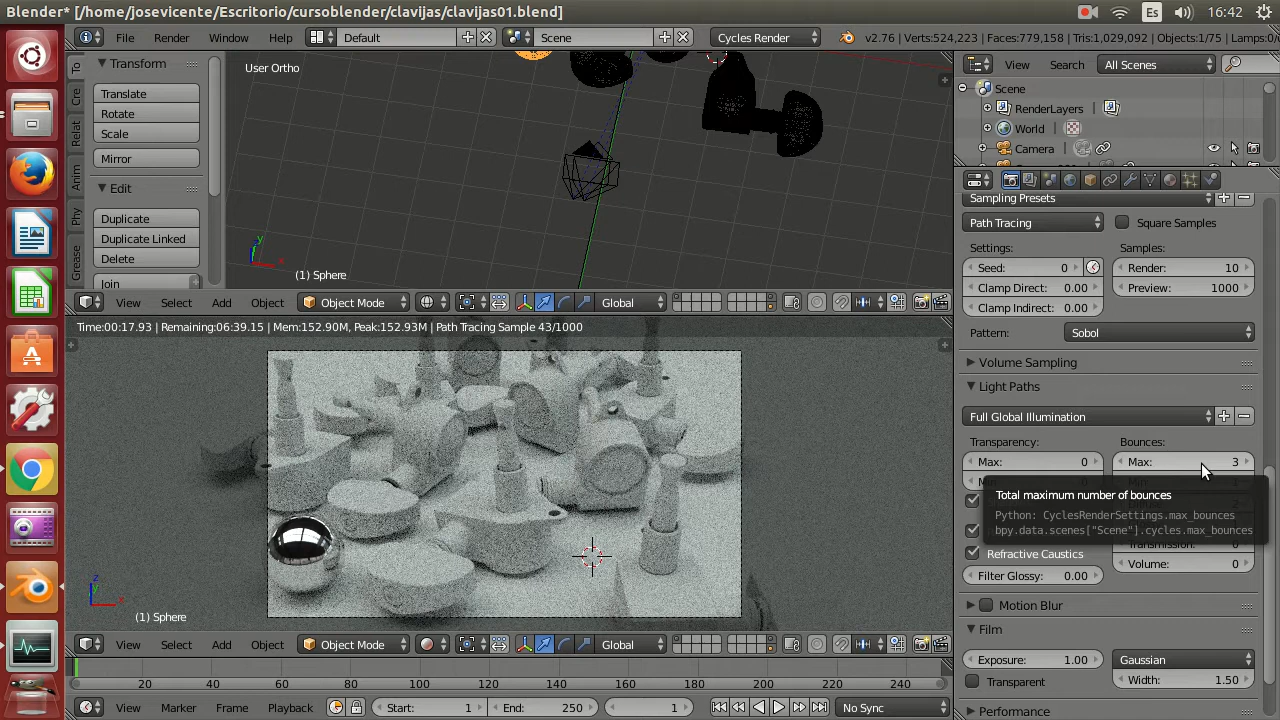 Blender* [/home/josevicente/Escritorio/cursoblender/clavijas/clavijas01.blend]
Es
16:42
File Render Window Help
Default
Scene
Cycles Render
v2.76 | Verts:524,223 | Faces:779,158 | Tris:1,029,092 | Objects:1/75 | Lamps:0/
View Search All Scenes
Scene
RenderLayers
World
Camera
To
Cre
Relat
Anim
Phy
Grease
Transform
Translate
Rotate
Scale
Mirror
Edit
Duplicate
Duplicate Linked
Delete
Join
User Ortho
y
x
(1) Sphere
View Select Add Object Object Mode Global
Time:00:17.93 | Remaining:06:39.15 | Mem:152.90M, Peak:152.93M | Path Tracing Sample 43/1000
z
x
(1) Sphere
View Select Add Object Object Mode Global
20 40 60 80 100 120 140 160 180 200 220 240
View Marker Frame Playback Start: 1 End: 250 1 No Sync
Sampling Presets
Path Tracing Square Samples
Settings: Samples:
Seed: 0 Render: 10
Clamp Direct: 0.00 Preview: 1000
Clamp Indirect: 0.00
Pattern: Sobol
Volume Sampling
Light Paths
Full Global Illumination
Transparency: Bounces:
Max: 0 Max: 3
Total maximum number of bounces
Python: CyclesRenderSettings.max_bounces
bpy.data.scenes["Scene"].cycles.max_bounces
Refractive Caustics
Volume: 0
Filter Glossy: 0.00
Motion Blur
Film
Exposure: 1.00 Gaussian
Transparent Width: 1.50
Performance